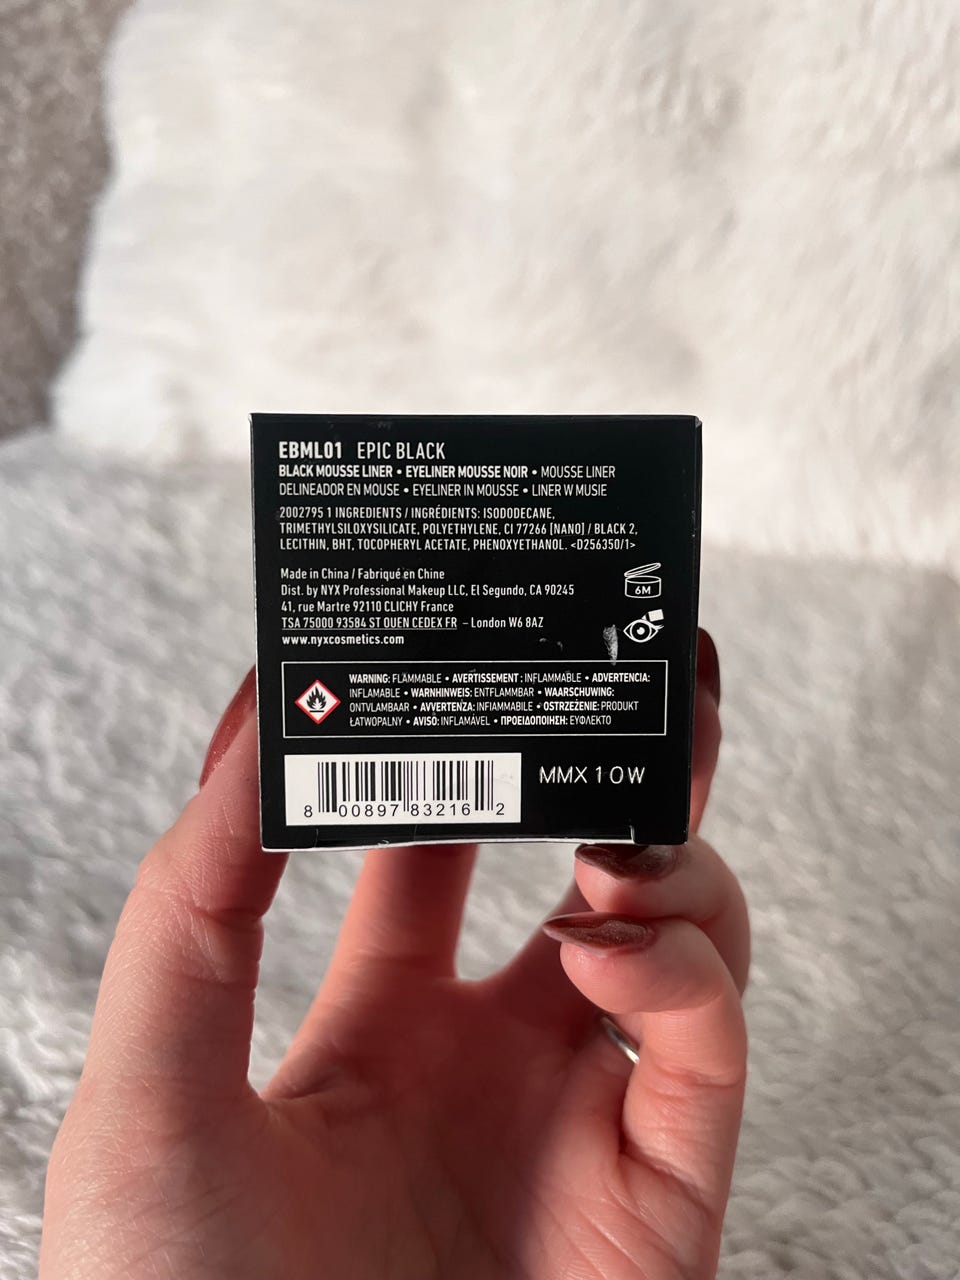 EBML01 EPIC BLACK
BLACK MOUSSE LINER • EYELINER MOUSSE NOIR • MOUSSE LINER
DELINEADOR EN MOUSE • EYELINER IN MOUSSE • LINER W MUSIE
2002795 1 INGREDIENTS / INGRÉDIENTS: ISODODECANE,
TRIMETHYLSILOXYSILICATE, POLYETHYLENE, CI 77266 [NANO] / BLACK 2,
LECITHIN, BHT, TOCOPHERYL ACETATE, PHENOXYETHANOL. <D256350/1>
Made in China / Fabriqué en Chine
Dist. by NYX Professional Makeup LLC, El Segundo, CA 90245
41, rue Martre 92110 CLICHY France
TSA 75000 93584 ST OUEN CEDEX FR – London W6 8AZ
www.nyxcosmetics.com
6M
WARNING: FLAMMABLE • AVERTISSEMENT : INFLAMMABLE • ADVERTENCIA:
INFLAMABLE • WARNHINWEIS: ENTFLAMMBAR • WAARSCHUWING:
ONTVLAMBAAR • AVVERTENZA: INFIAMMABILE • OSTRZEŻENIE: PRODUKT
ŁATWOPALNY • AVISO: INFLAMÁVEL • ΠΡΟΕΙΔΟΠΟΙΗΣΗ: ΕΥΦΛΕΚΤΟ
8 00897 83216 2
MMX10W